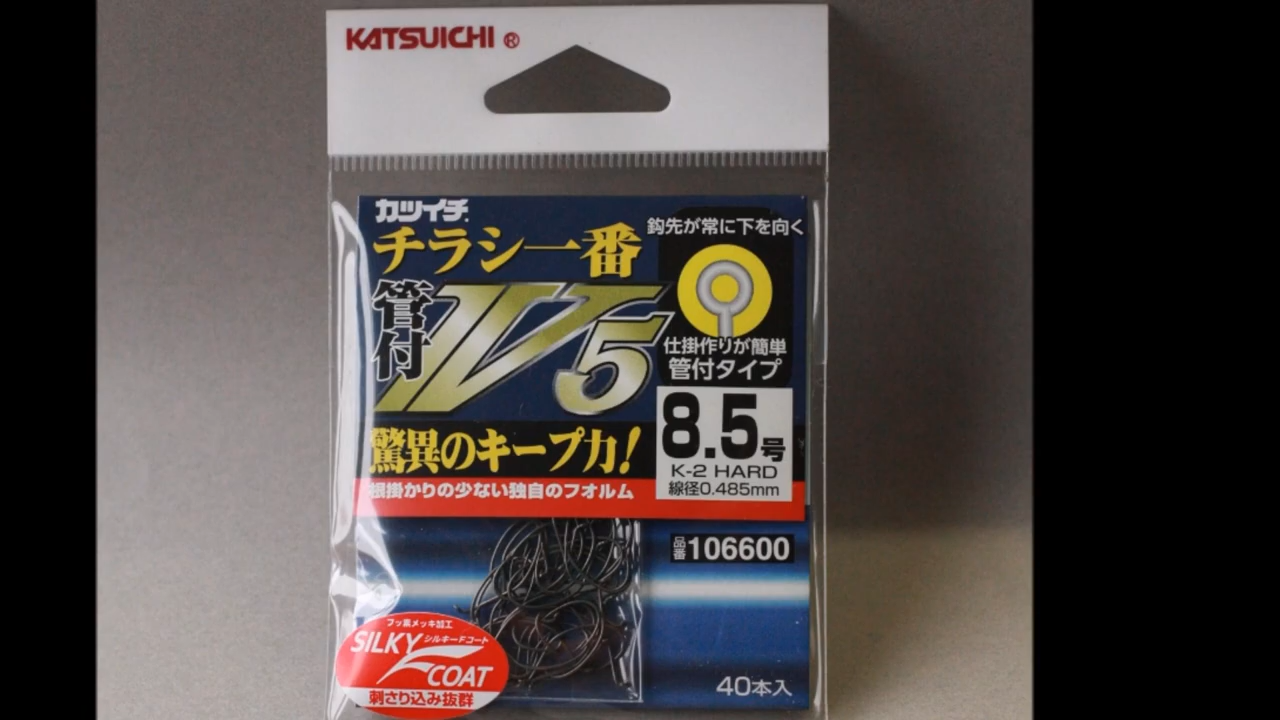 KATSUICHI ®
カツイチ
チラシ一番
管付
V5
鈎先が常に下を向く
仕掛作りが簡単
管付タイプ
8.5号
K-2 HARD
線径0.485mm
驚異のキープ力!
根掛かりの少ない独自のフォルム
品番106600
フッ素メッキ加工
SILKY シルキーFコート
F COAT
刺さり込み抜群
40本入